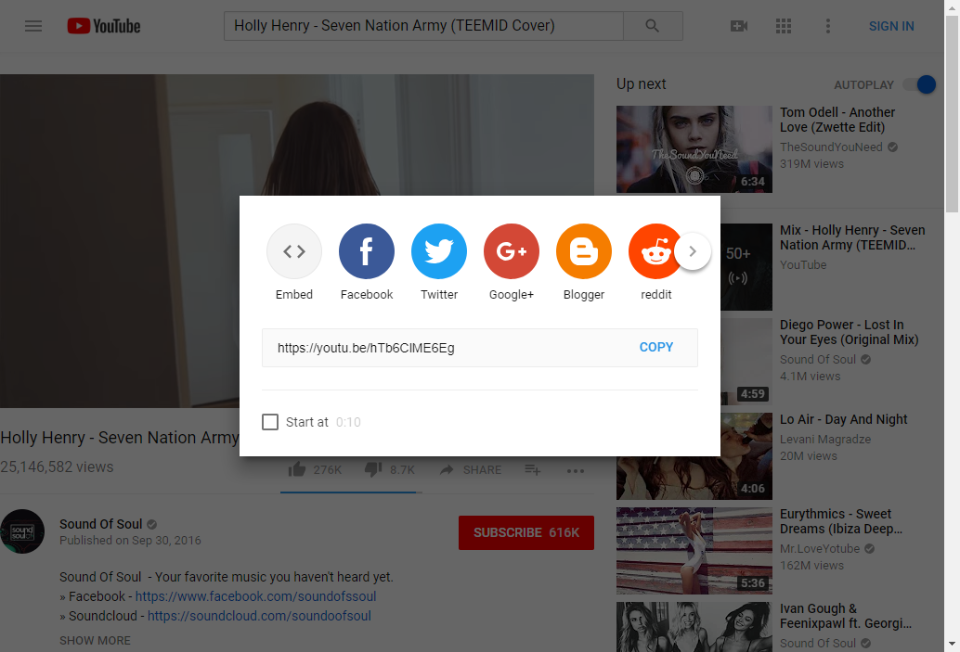 YouTube
Holly Henry - Seven Nation Army (TEEMID Cover)
SIGN IN
Up next
AUTOPLAY
TheSoundYouNeed
6:34
Tom Odell - Another
Love (Zwette Edit)
TheSoundYouNeed
319M views
50+
Mix - Holly Henry - Seven
Nation Army (TEEMID...
YouTube
4:59
Diego Power - Lost In
Your Eyes (Original Mix)
Sound Of Soul
4.1M views
4:06
Lo Air - Day And Night
Levani Magradze
20M views
5:36
Eurythmics - Sweet
Dreams (Ibiza Deep...
Mr.LoveYotube
162M views
Ivan Gough &
Feenixpawl ft. Georgi...
Sound Of Soul
Embed
Facebook
Twitter
G+
Google+
Blogger
reddit
https://youtu.be/hTb6CIME6Eg
COPY
Start at 0:10
Holly Henry - Seven Nation Army
25,146,582 views
276K
8.7K
SHARE
sound
soul
Sound Of Soul
Published on Sep 30, 2016
SUBSCRIBE 616K
Sound Of Soul - Your favorite music you haven't heard yet.
» Facebook - https://www.facebook.com/soundofssoul
» Soundcloud - https://soundcloud.com/soundoofsoul
SHOW MORE